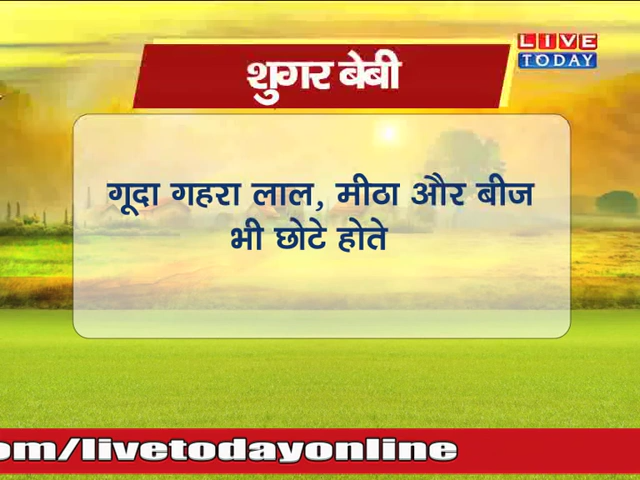 LIVE
TODAY
शुगर बेबी
गूदा गहरा लाल, मीठा और बीज
भी छोटे होते
om/livetodayonline